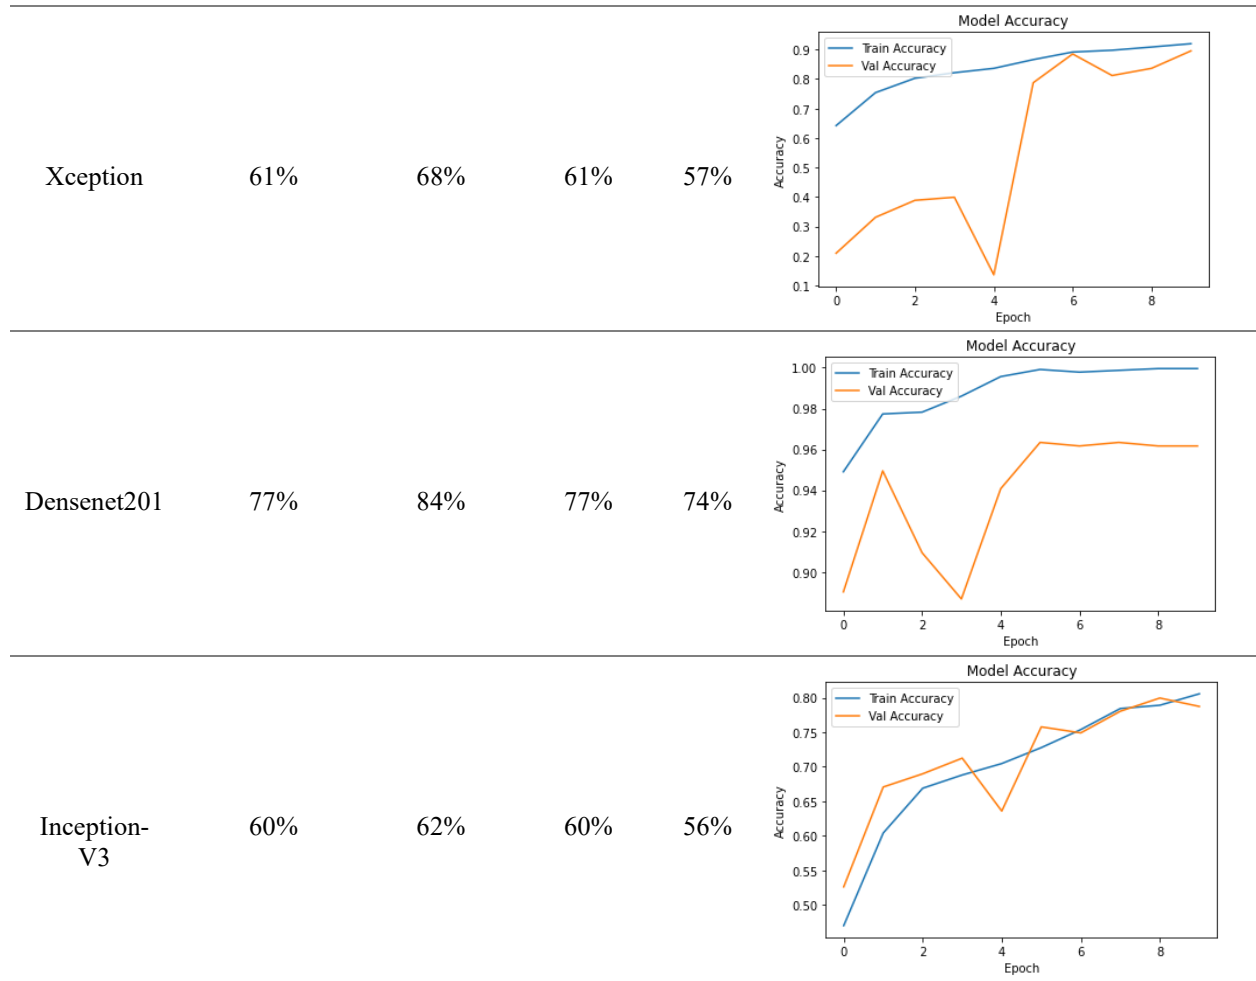 Model Accuracy
Train Accuracy
Val Accuracy
0.9
0.8
0.7
0.6
0.5
0.4
0.3
0.2
0.1
Accuracy
0 2 4 6 8
Epoch
Xception 61% 68% 61% 57%
Model Accuracy
Train Accuracy
Val Accuracy
1.00
0.98
0.96
0.94
0.92
0.90
Accuracy
0 2 4 6 8
Epoch
Densenet201 77% 84% 77% 74%
Model Accuracy
Train Accuracy
Val Accuracy
0.80
0.75
0.70
0.65
0.60
0.55
0.50
Accuracy
0 2 4 6 8
Epoch
Inception- 60% 62% 60% 56%
V3